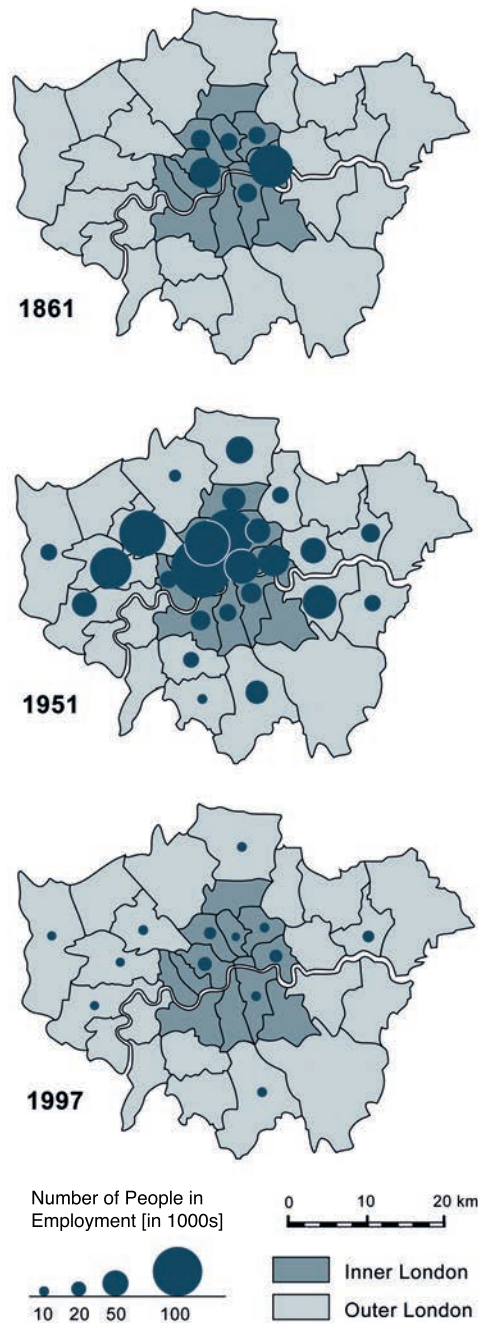 1861
1951
1997
Number of People in
Employment [in 1000s]
10 20 50 100
0 10 20 km
Inner London
Outer London